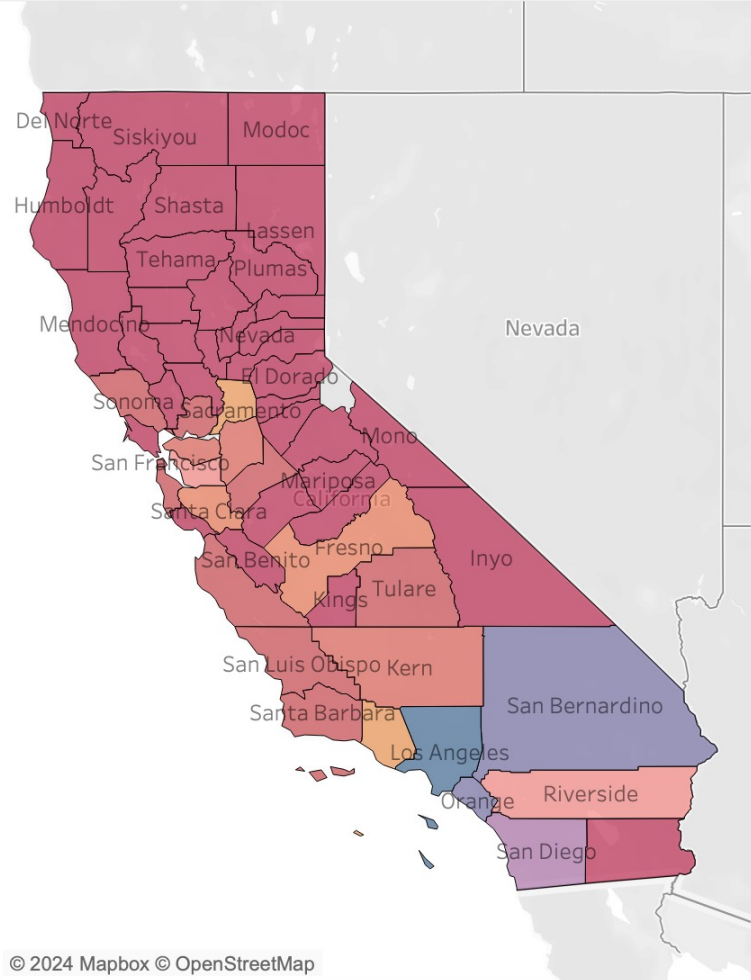 Del Norte
Siskiyou
Modoc
Humboldt
Shasta
Lassen
Tehama
Plumas
Mendocino
Nevada
Nevada
El Dorado
Sonoma
Sacramento
Mono
San Francisco
Mariposa
California
Santa Clara
San Benito
Fresno
Inyo
Kings
Tulare
San Luis Obispo
Kern
San Bernardino
Santa Barbara
Los Angeles
Orange
Riverside
San Diego
© 2024 Mapbox © OpenStreetMap